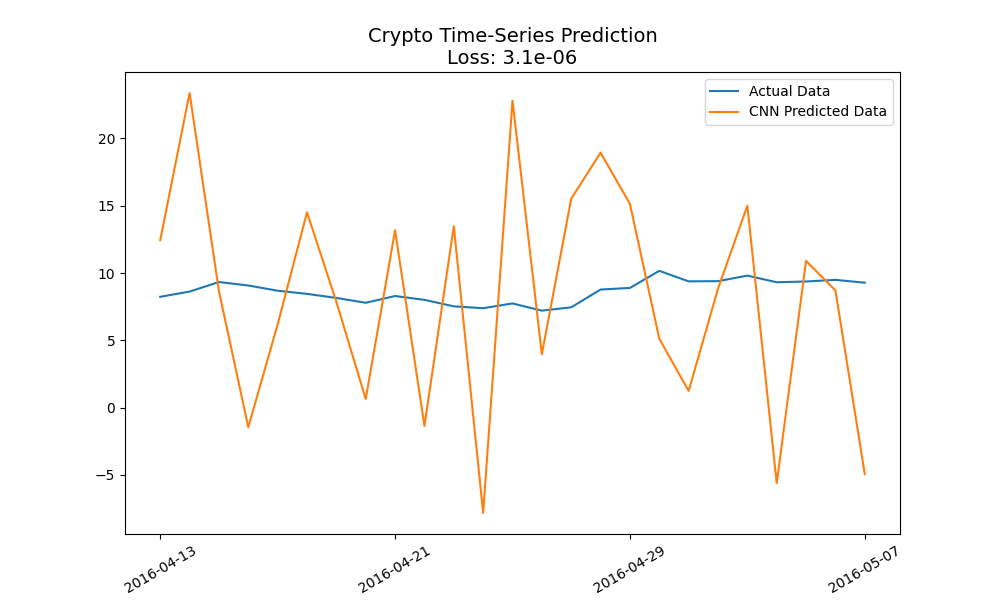 Crypto Time-Series Prediction
Loss: 3.1e-06
Actual Data
CNN Predicted Data
20
15
10
5
0
−5
2016-04-13
2016-04-21
2016-04-29
2016-05-07